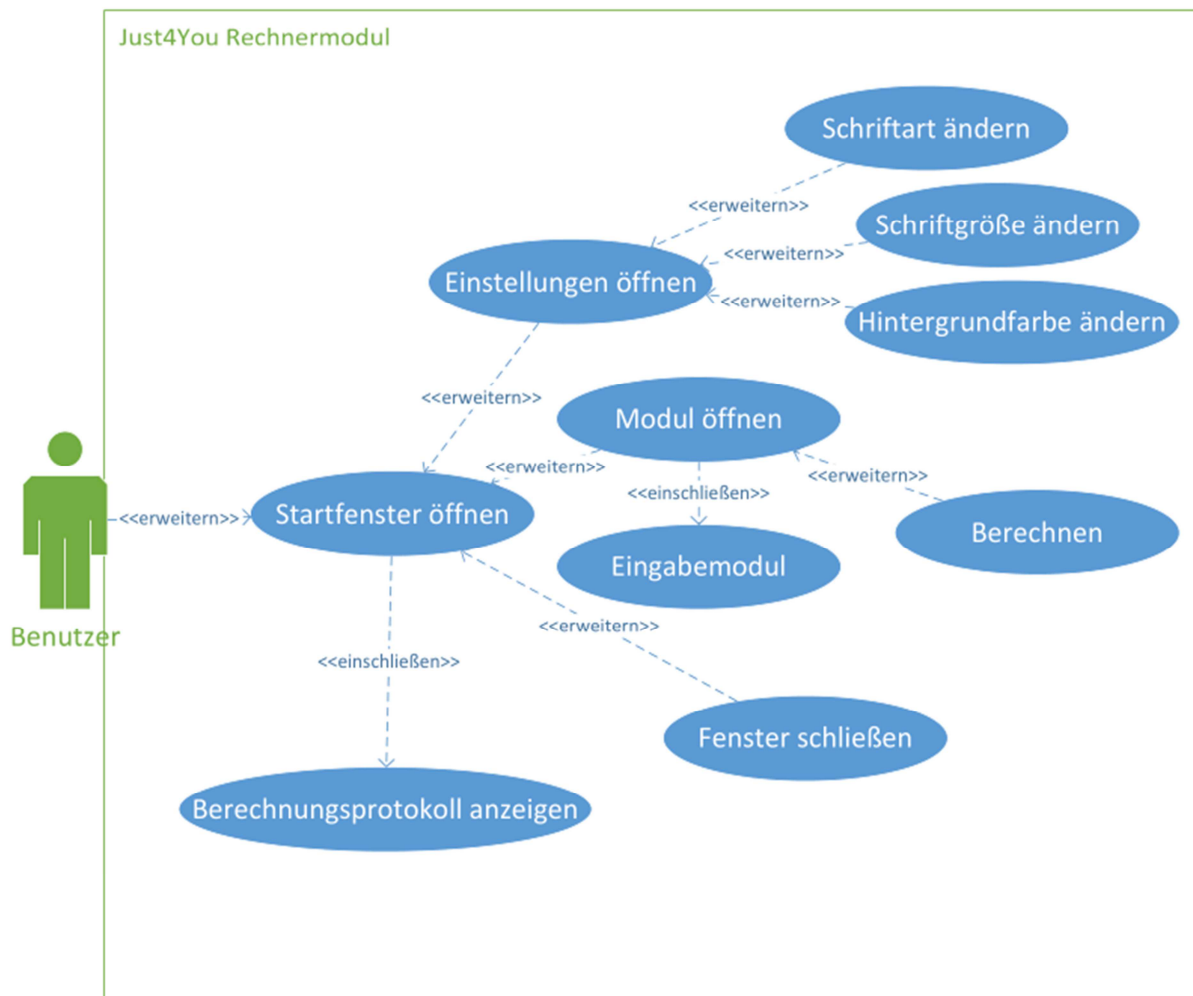 Just4You Rechnermodul
Schriftart ändern
<<erweitern>>
Schriftgröße ändern
<<erweitern>>
Einstellungen öffnen
<<erweitern>>
Hintergrundfarbe ändern
<<erweitern>>
Modul öffnen
<<erweitern>>
<<erweitern>>
<<einschließen>>
Startfenster öffnen
<<erweitern>>
Berechnen
Eingabemodul
<<erweitern>>
Benutzer
<<einschließen>>
Fenster schließen
Berechnungsprotokoll anzeigen